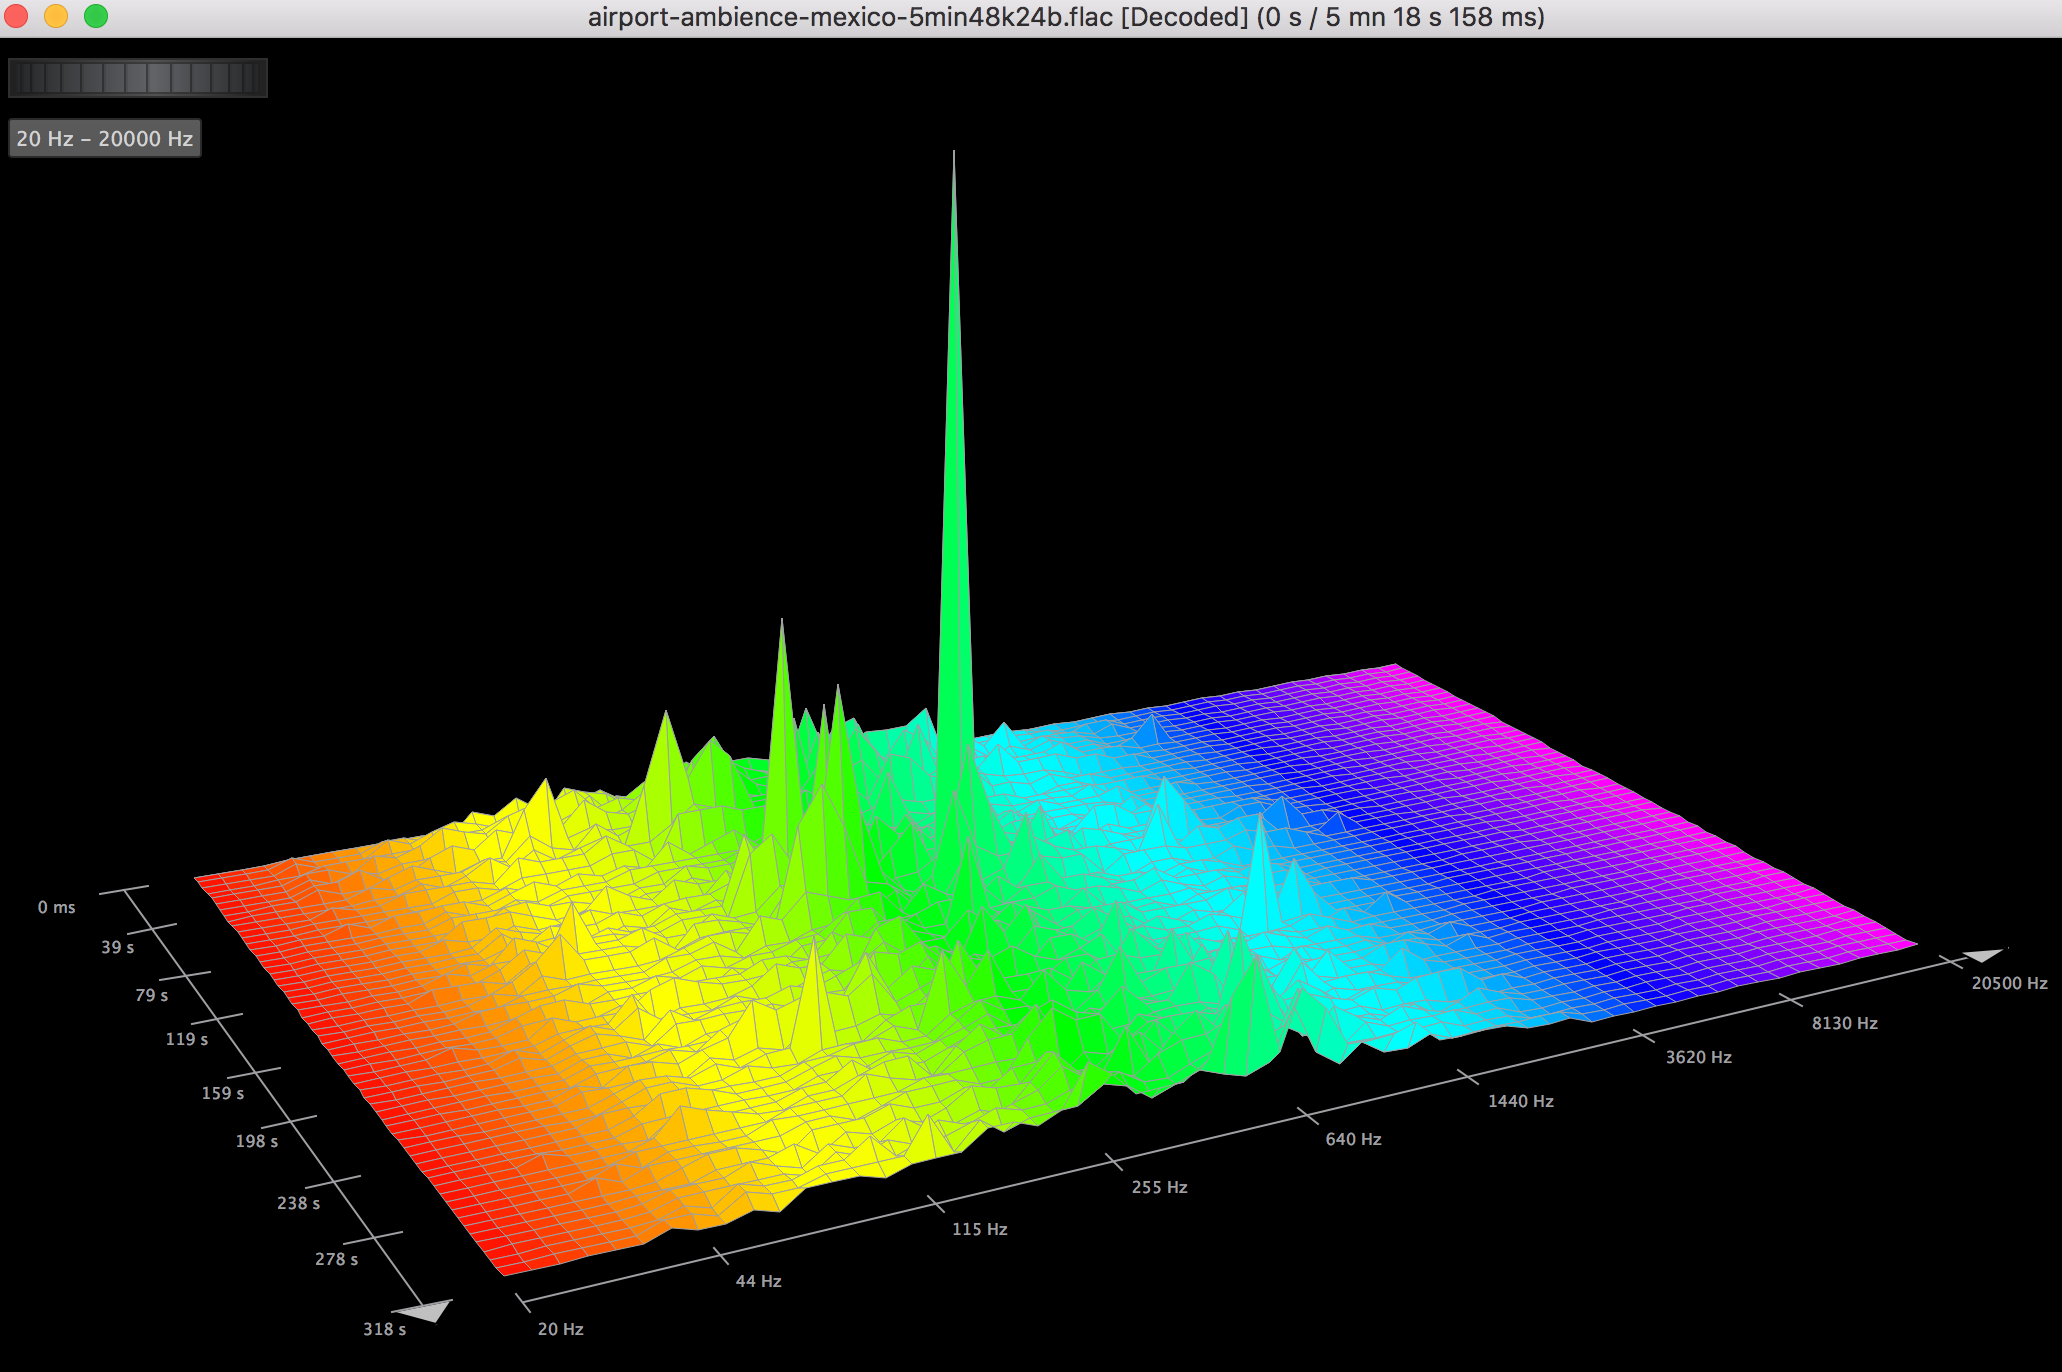 airport-ambience-mexico-5min48k24b.flac [Decoded] (0 s / 5 mn 18 s 158 ms)
20 Hz – 20000 Hz
0 ms
39 s
79 s
119 s
159 s
198 s
238 s
278 s
318 s
20 Hz
44 Hz
115 Hz
255 Hz
640 Hz
1440 Hz
3620 Hz
8130 Hz
20500 Hz